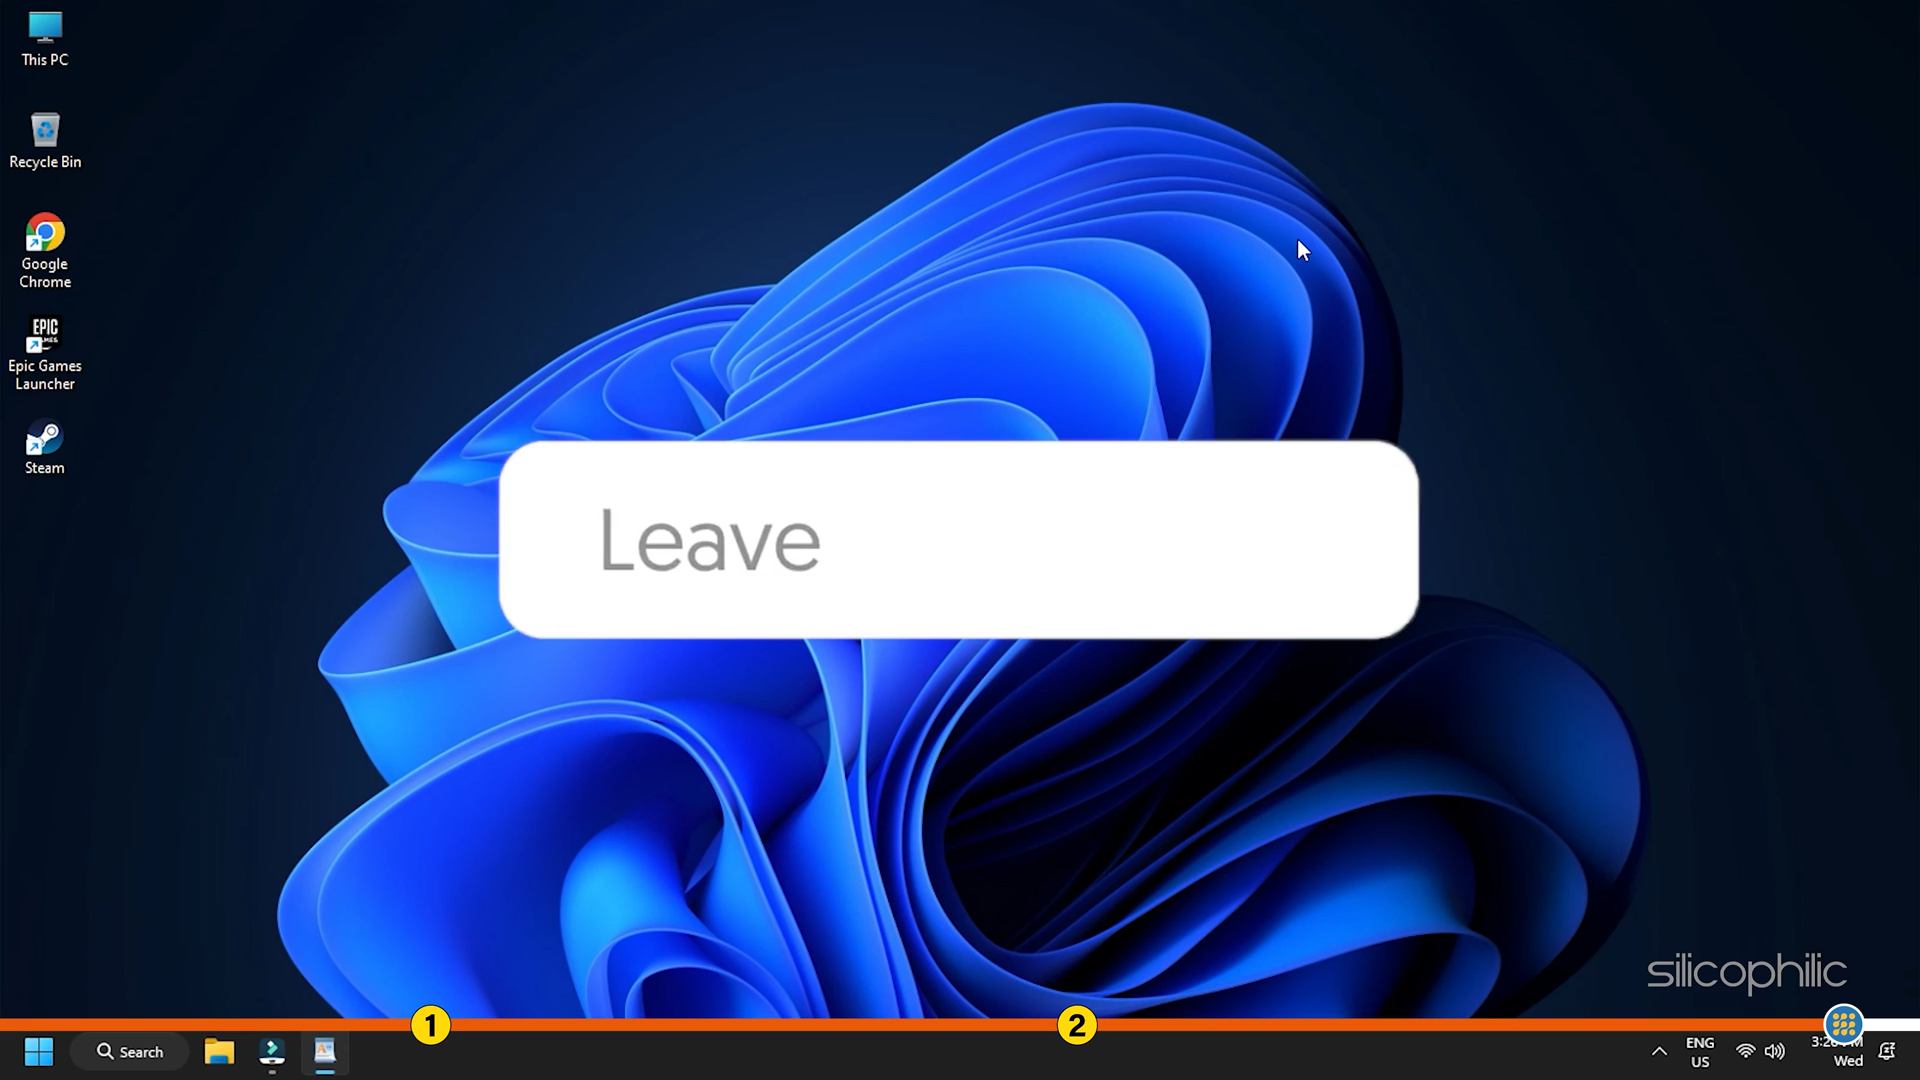 This PC
Recycle Bin
Google
Chrome
EPIC
Epic Games
Launcher
Steam
Leave
silicophilic
1
2
Search
ENG
US
Wed